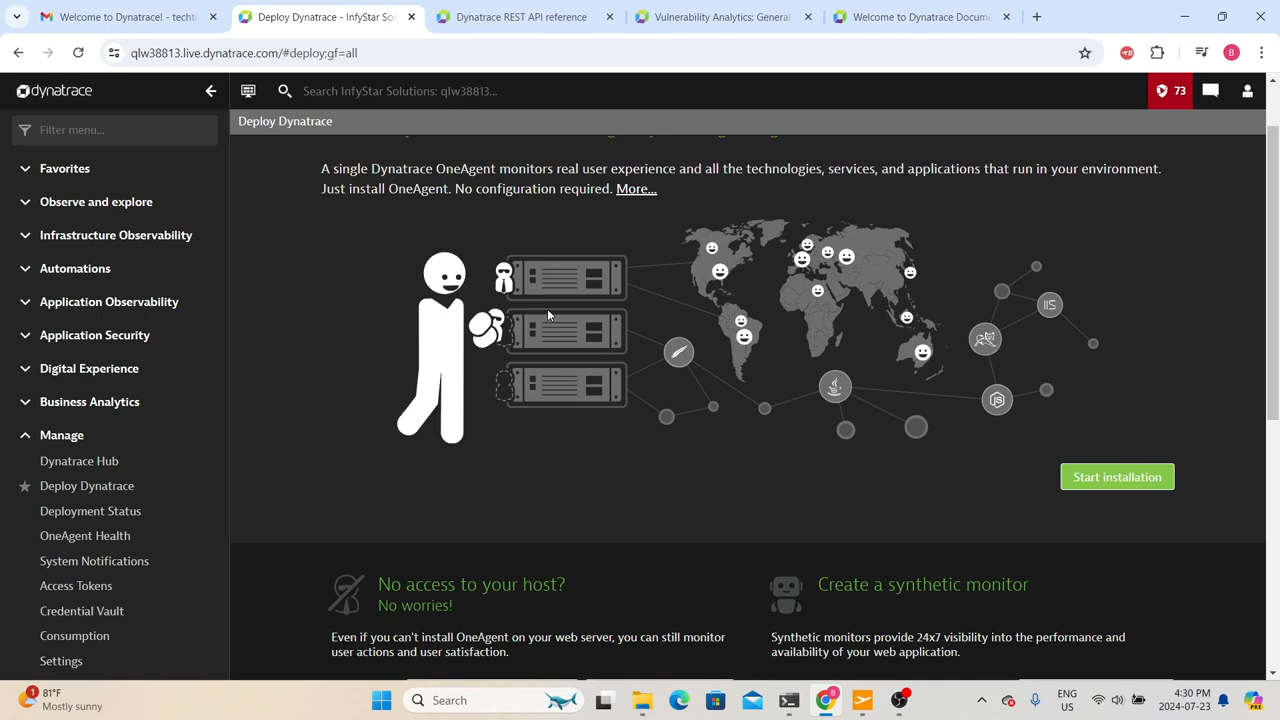 Welcome to Dynatrace! - techtu
Deploy Dynatrace - InfyStar Sol
Dynatrace REST API reference
Vulnerability Analytics: General
Welcome to Dynatrace Docume
qlw38813.live.dynatrace.com/#deploy;gf=all
B
dynatrace
Search InfyStar Solutions: qlw38813...
73
Filter menu...
Deploy Dynatrace
Favorites
Observe and explore
Infrastructure Observability
Automations
Application Observability
Application Security
Digital Experience
Business Analytics
Manage
Dynatrace Hub
Deploy Dynatrace
Deployment Status
OneAgent Health
System Notifications
Access Tokens
Credential Vault
Consumption
Settings
A single Dynatrace OneAgent monitors real user experience and all the technologies, services, and applications that run in your environment.
Just install OneAgent. No configuration required. More...
IIS
JS
Start installation
No access to your host?
No worries!
Even if you can't install OneAgent on your web server, you can still monitor
user actions and user satisfaction.
Create a synthetic monitor
Synthetic monitors provide 24x7 visibility into the performance and
availability of your web application.
1
81°F
Mostly sunny
Search
B
ENG
US
4:30 PM
2024-07-23
PRE